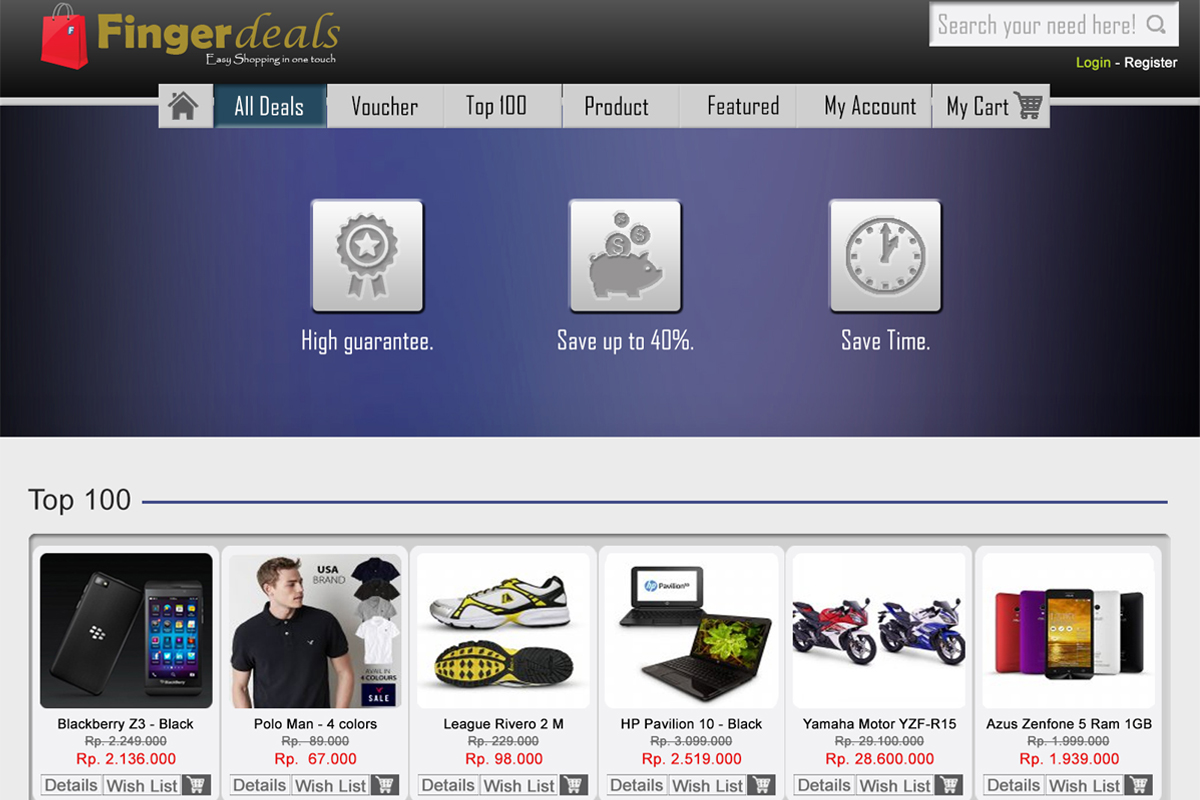 Fingerdeals
Easy Shopping in one touch
F
Search your need here!
Login - Register
All Deals
Voucher
Top 100
Product
Featured
My Account
My Cart
High guarantee.
Save up to 40%.
Save Time.
Top 100
USA
BRAND
AVAIL IN
4 COLOURS
SALE
hp Pavilion
BlackBerry
Blackberry Z3 - Black
Rp. 2.249.000
Rp. 2.136.000
Details
Wish List
Polo Man - 4 colors
Rp. 89.000
Rp. 67.000
Details
Wish List
League Rivero 2 M
Rp. 229.000
Rp. 98.000
Details
Wish List
HP Pavilion 10 - Black
Rp. 3.099.000
Rp. 2.519.000
Details
Wish List
Yamaha Motor YZF-R15
Rp. 29.100.000
Rp. 28.600.000
Details
Wish List
Azus Zenfone 5 Ram 1GB
Rp. 1.999.000
Rp. 1.939.000
Details
Wish List